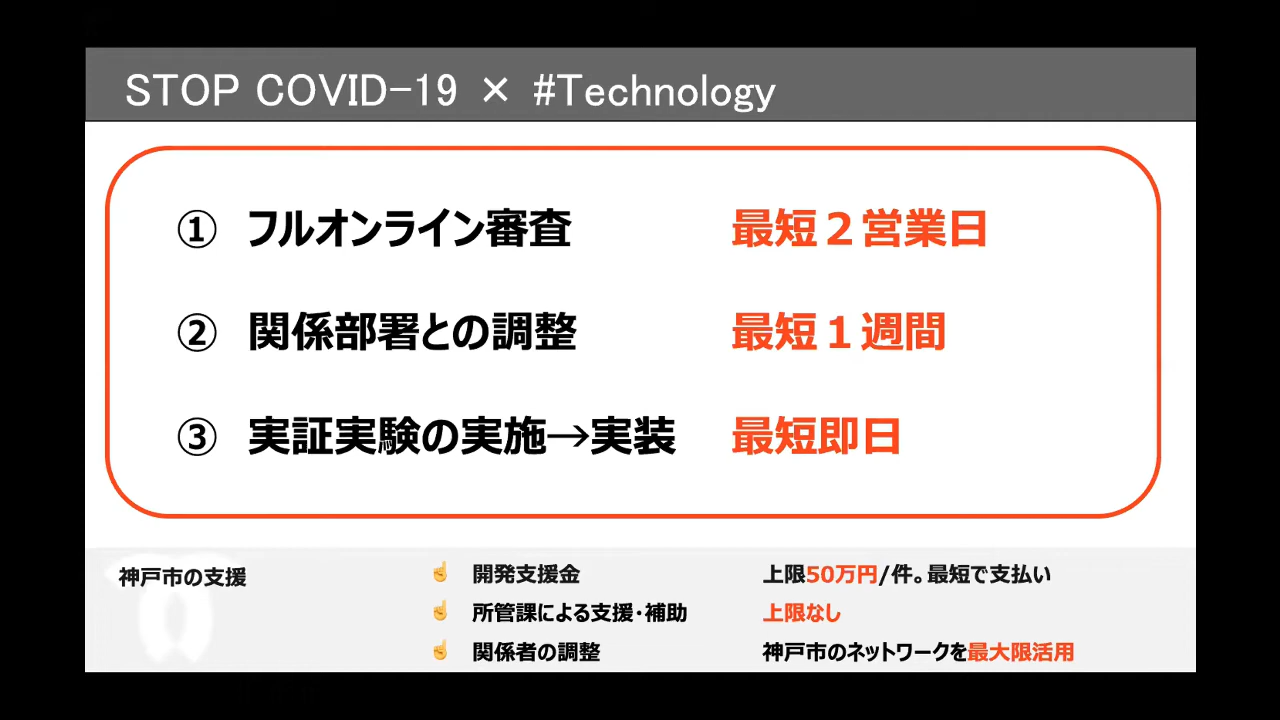 STOP COVID-19 × #Technology
① フルオンライン審査 最短２営業日
② 関係部署との調整 最短１週間
③ 実証実験の実施→実装 最短即日
神戸市の支援 ☝ 開発支援金 上限50万円/件。最短で支払い
☝ 所管課による支援・補助 上限なし
☝ 関係者の調整 神戸市のネットワークを最大限活用